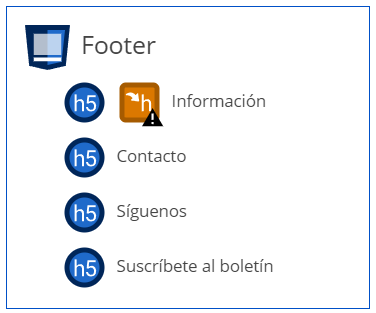 Footer
h5 h Información
h5 Contacto
h5 Síguenos
h5 Suscríbete al boletín